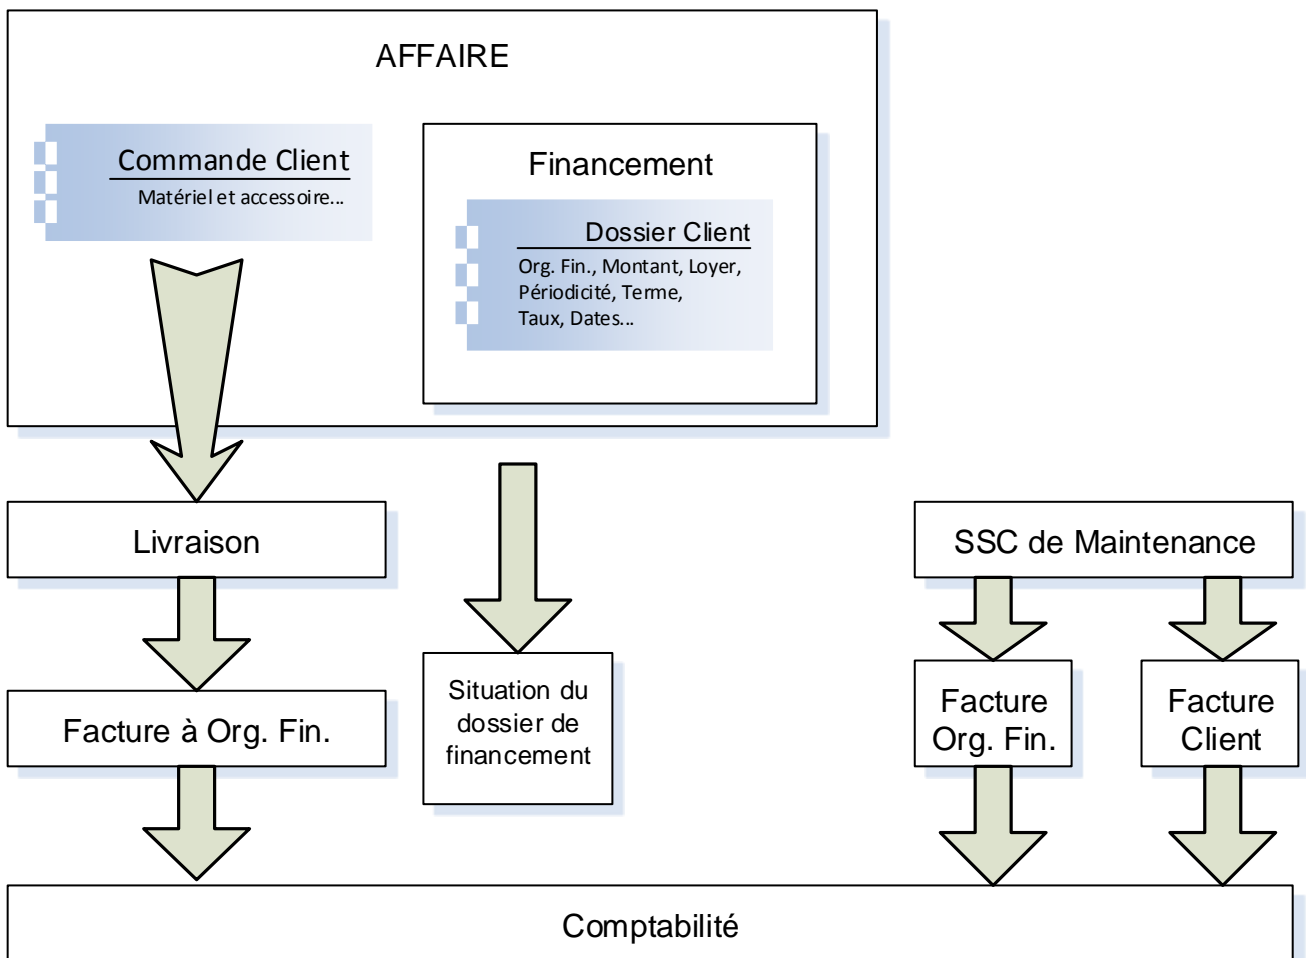 AFFAIRE
Commande Client
Matériel et accessoire...
Financement
Dossier Client
Org. Fin., Montant, Loyer,
Périodicité, Terme,
Taux, Dates...
Livraison
SSC de Maintenance
Situation du
dossier de
financement
Facture à Org. Fin.
Facture
Org. Fin.
Facture
Client
Comptabilité